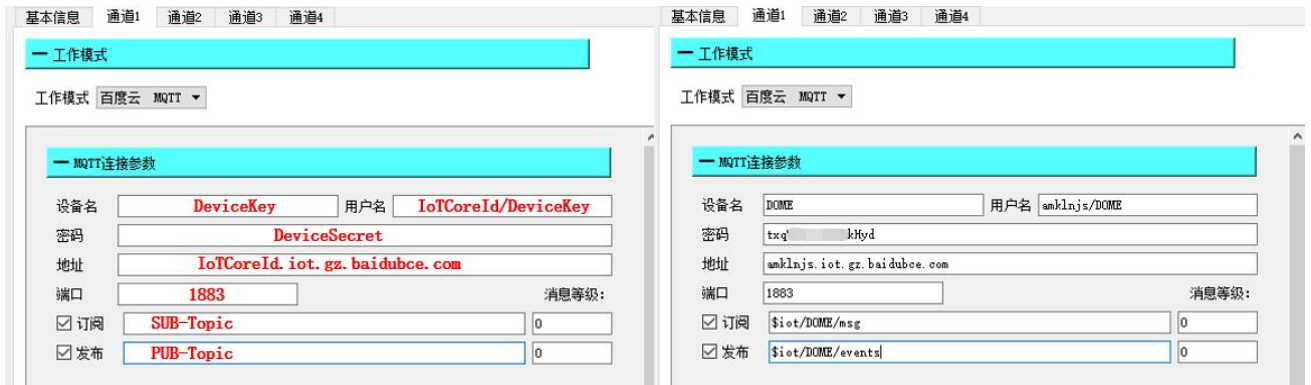 基本信息 通道1 通道2 通道3 通道4
一 工作模式
工作模式 百度云 MQTT
一 MQTT连接参数
设备名 DeviceKey 用户名 IoTCoreId/DeviceKey
密码 DeviceSecret
地址 IoTCoreId.iot.gz.baidubce.com
端口 1883 消息等级:
订阅 SUB-Topic 0
发布 PUB-Topic 0
基本信息 通道1 通道2 通道3 通道4
一 工作模式
工作模式 百度云 MQTT
一 MQTT连接参数
设备名 DOME 用户名 amklnjs/DOME
密码 txq kHyd
地址 amklnjs.iot.gz.baidubce.com
端口 1883 消息等级:
订阅 $iot/DOME/msg 0
发布 $iot/DOME/events 0